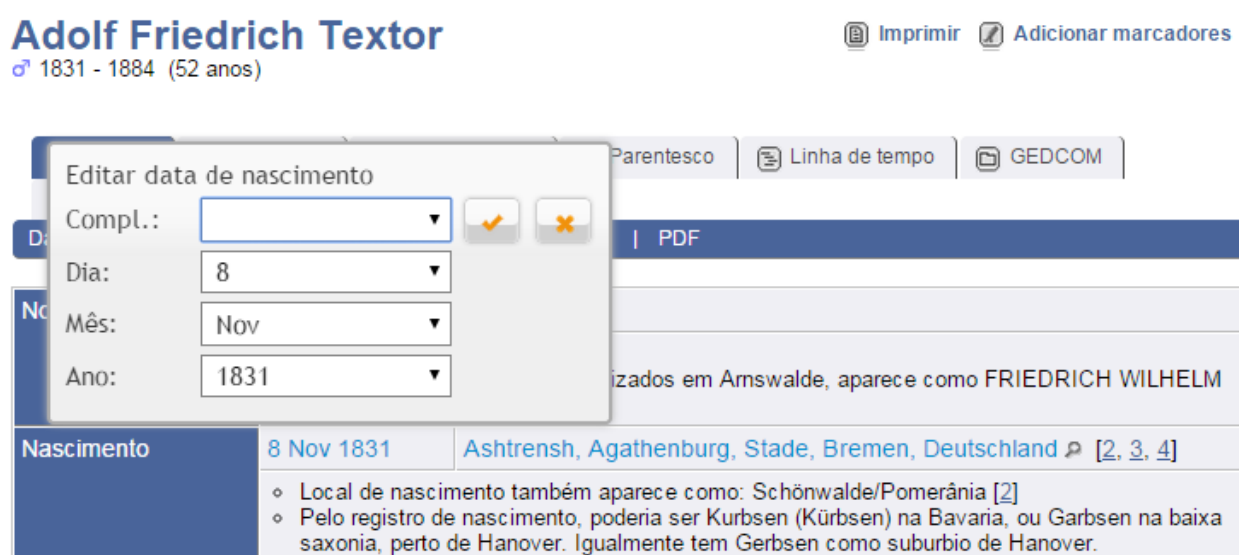 Adolf Friedrich Textor
Imprimir Adicionar marcadores
♂ 1831 - 1884 (52 anos)
Parentesco Linha de tempo GEDCOM
Editar data de nascimento
Compl.:
| PDF
Dia: 8
Mês: Nov
Ano: 1831
izados em Arnswalde, aparece como FRIEDRICH WILHELM
Nascimento 8 Nov 1831 Ashtrensh, Agathenburg, Stade, Bremen, Deutschland [2, 3, 4]
Local de nascimento também aparece como: Schönwalde/Pomerânia [2]
Pelo registro de nascimento, poderia ser Kurbsen (Kürbsen) na Bavaria, ou Garbsen na baixa
saxonia, perto de Hanover. Igualmente tem Gerbsen como suburbio de Hanover.